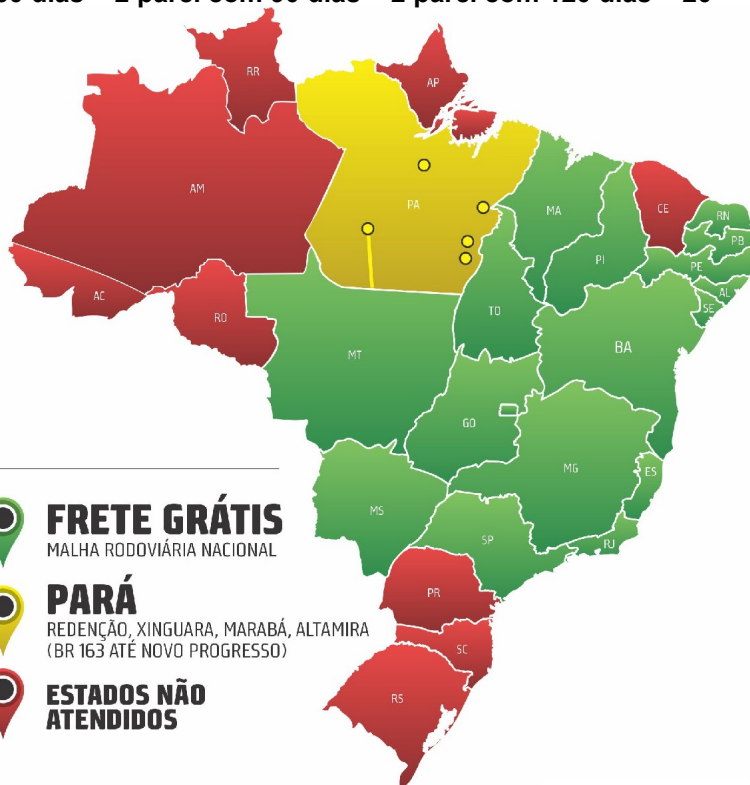 RR
AP
AM
PA
MA
CE
RN
PB
PI
PE
AL
SE
AC
RO
TO
BA
MT
GO
MG
ES
MS
SP
RJ
PR
SC
RS
FRETE GRÁTIS
MALHA RODOVIÁRIA NACIONAL
PARÁ
REDENÇÃO, XINGUARA, MARABÁ, ALTAMIRA
(BR 163 ATÉ NOVO PROGRESSO)
ESTADOS NÃO
ATENDIDOS